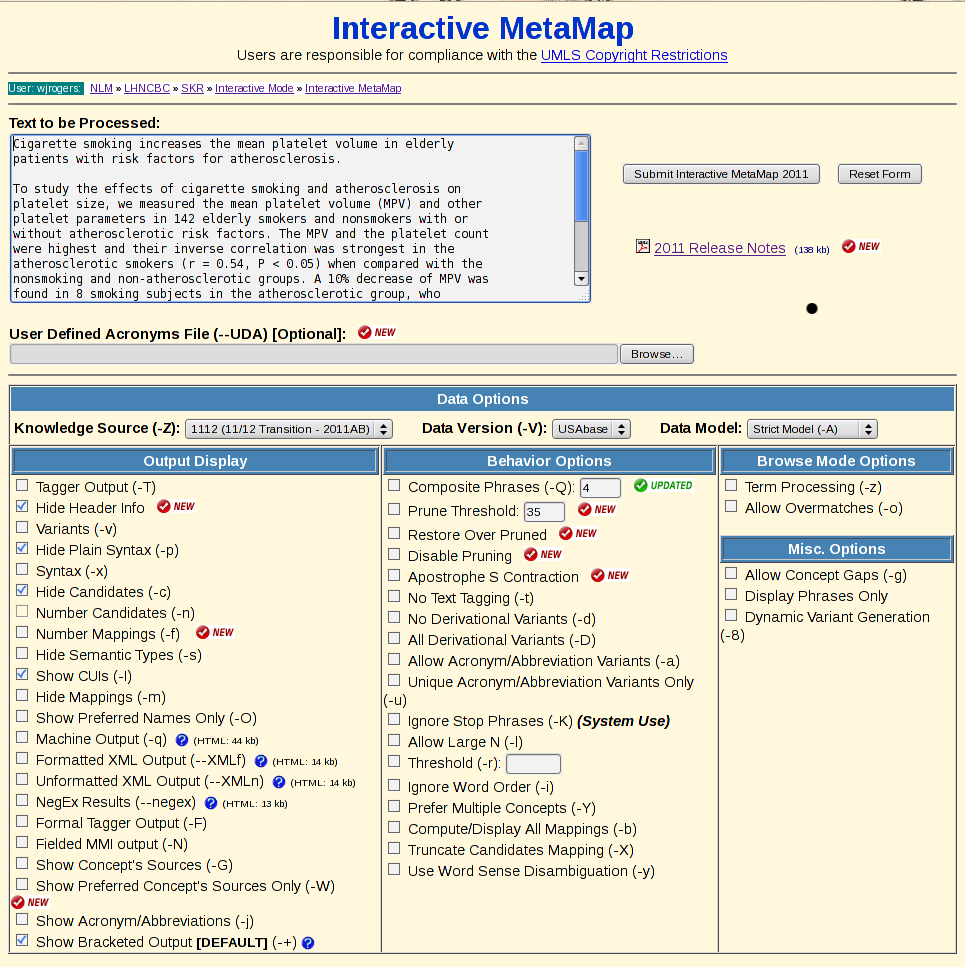 Interactive MetaMap
Users are responsible for compliance with the UMLS Copyright Restrictions
User: wjrogers: NLM » LHNCBC » SKR » Interactive Mode » Interactive MetaMap
Text to be Processed:
Cigarette smoking increases the mean platelet volume in elderly
patients with risk factors for atherosclerosis.
To study the effects of cigarette smoking and atherosclerosis on
platelet size, we measured the mean platelet volume (MPV) and other
platelet parameters in 142 elderly smokers and nonsmokers with or
without atherosclerotic risk factors. The MPV and the platelet count
were highest and their inverse correlation was strongest in the
atherosclerotic smokers (r = 0.54, P < 0.05) when compared with the
nonsmoking and non-atherosclerotic groups. A 10% decrease of MPV was
found in 8 smoking subjects in the atherosclerotic group, who
Submit Interactive MetaMap 2011 Reset Form
2011 Release Notes (138 kb) NEW
User Defined Acronyms File (--UDA) [Optional]: NEW
Browse...
Data Options
Knowledge Source (-Z): 1112 (11/12 Transition - 2011AB) Data Version (-V): USAbase Data Model: Strict Model (-A)
Output Display
Tagger Output (-T)
Hide Header Info NEW
Variants (-v)
Hide Plain Syntax (-p)
Syntax (-x)
Hide Candidates (-c)
Number Candidates (-n)
Number Mappings (-f) NEW
Hide Semantic Types (-s)
Show CUIs (-I)
Hide Mappings (-m)
Show Preferred Names Only (-O)
Machine Output (-q) ? (HTML: 44 kb)
Formatted XML Output (--XMLf) ? (HTML: 14 kb)
Unformatted XML Output (--XMLn) ? (HTML: 14 kb)
NegEx Results (--negex) ? (HTML: 13 kb)
Formal Tagger Output (-F)
Fielded MMI output (-N)
Show Concept's Sources (-G)
Show Preferred Concept's Sources Only (-W)
NEW
Show Acronym/Abbreviations (-j)
Show Bracketed Output [DEFAULT] (-+) ?
Behavior Options
Composite Phrases (-Q): 4 UPDATED
Prune Threshold: 35 NEW
Restore Over Pruned NEW
Disable Pruning NEW
Apostrophe S Contraction NEW
No Text Tagging (-t)
No Derivational Variants (-d)
All Derivational Variants (-D)
Allow Acronym/Abbreviation Variants (-a)
Unique Acronym/Abbreviation Variants Only
(-u)
Ignore Stop Phrases (-K) (System Use)
Allow Large N (-l)
Threshold (-r):
Ignore Word Order (-i)
Prefer Multiple Concepts (-Y)
Compute/Display All Mappings (-b)
Truncate Candidates Mapping (-X)
Use Word Sense Disambiguation (-y)
Browse Mode Options
Term Processing (-z)
Allow Overmatches (-o)
Misc. Options
Allow Concept Gaps (-g)
Display Phrases Only
Dynamic Variant Generation
(-8)